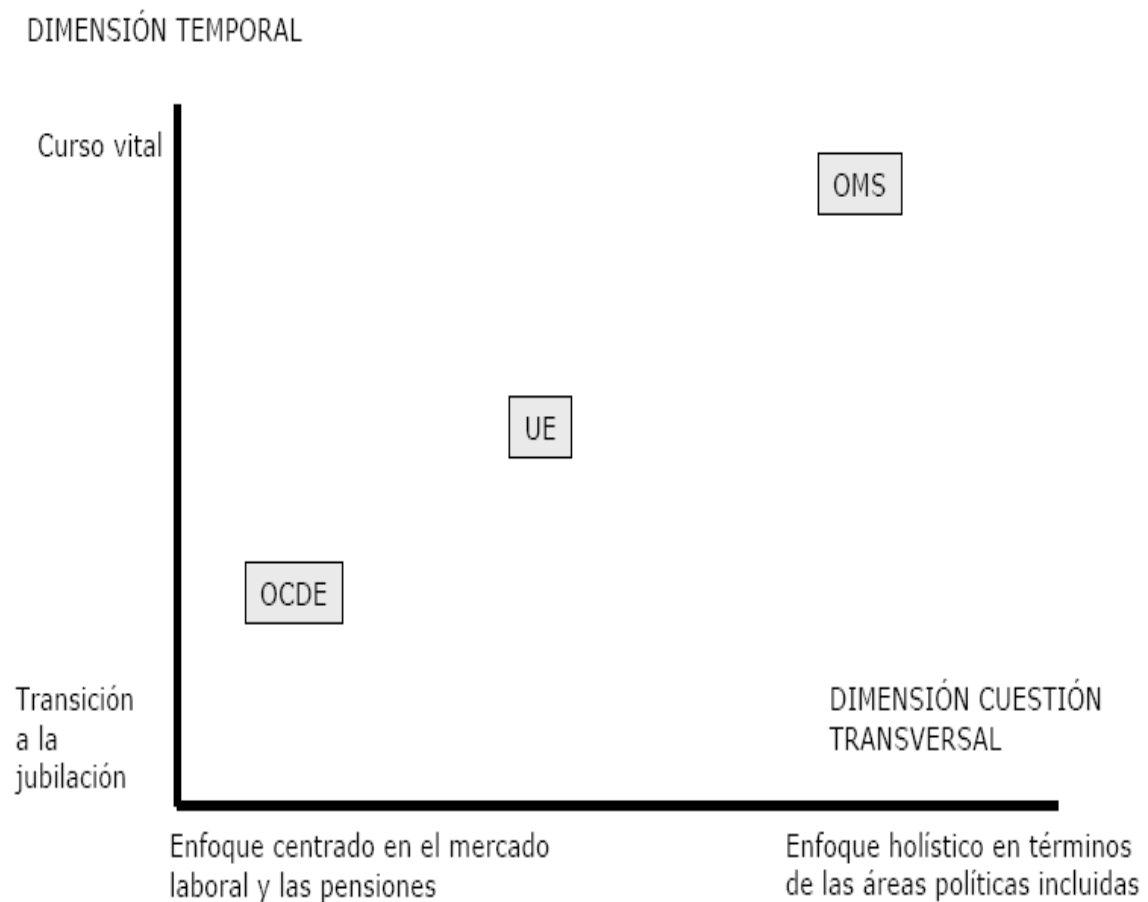 DIMENSIÓN TEMPORAL
Curso vital
OMS
UE
OCDE
Transición
a la
jubilación
DIMENSIÓN CUESTIÓN
TRANSVERSAL
Enfoque centrado en el mercado
laboral y las pensiones
Enfoque holístico en términos
de las áreas políticas incluidas